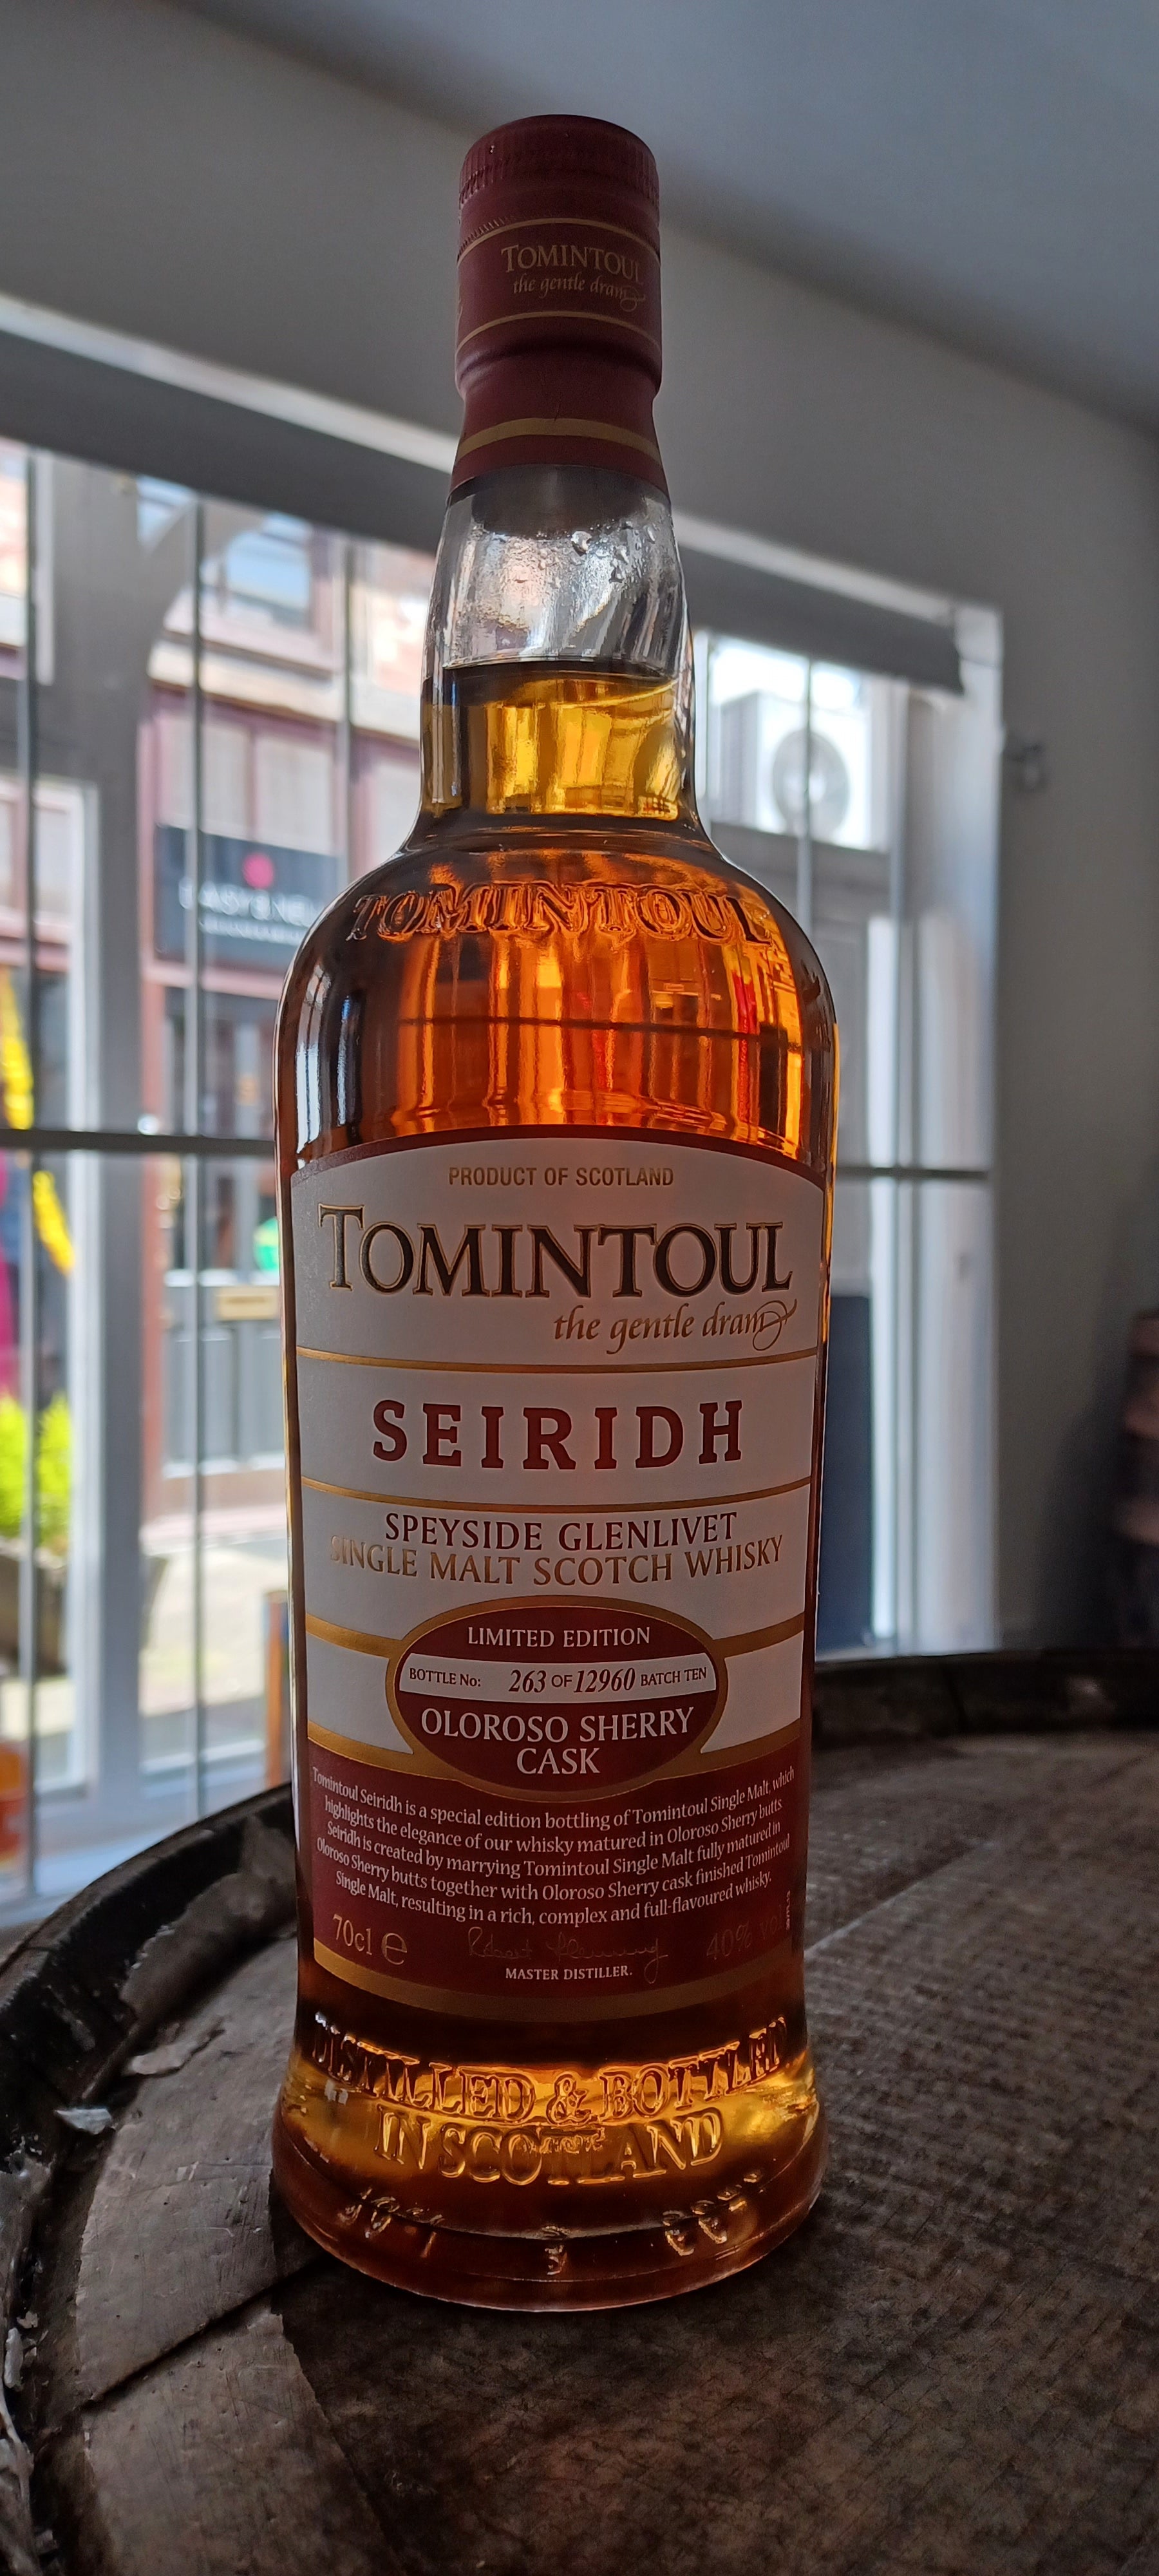 TOMINTOUL
the gentle dram
TOMINTOUL
PRODUCT OF SCOTLAND
TOMINTOUL
the gentle dram
SEIRIDH
SPEYSIDE GLENLIVET
SINGLE MALT SCOTCH WHISKY
LIMITED EDITION
BOTTLE No: 263 OF 12960 BATCH TEN
OLOROSO SHERRY
CASK
Tomintoul Seiridh is a special edition bottling of Tomintoul Single Malt, which
highlights the elegance of our whisky matured in Oloroso Sherry butts
Seiridh is created by marrying Tomintoul Single Malt fully matured in
Oloroso Sherry butts together with Oloroso Sherry cask finished Tomintoul
Single Malt, resulting in a rich, complex and full-flavoured whisky.
70cl e Robert Fleming 40% vol
MASTER DISTILLER.
DISTILLED & BOTTLED
IN SCOTLAND